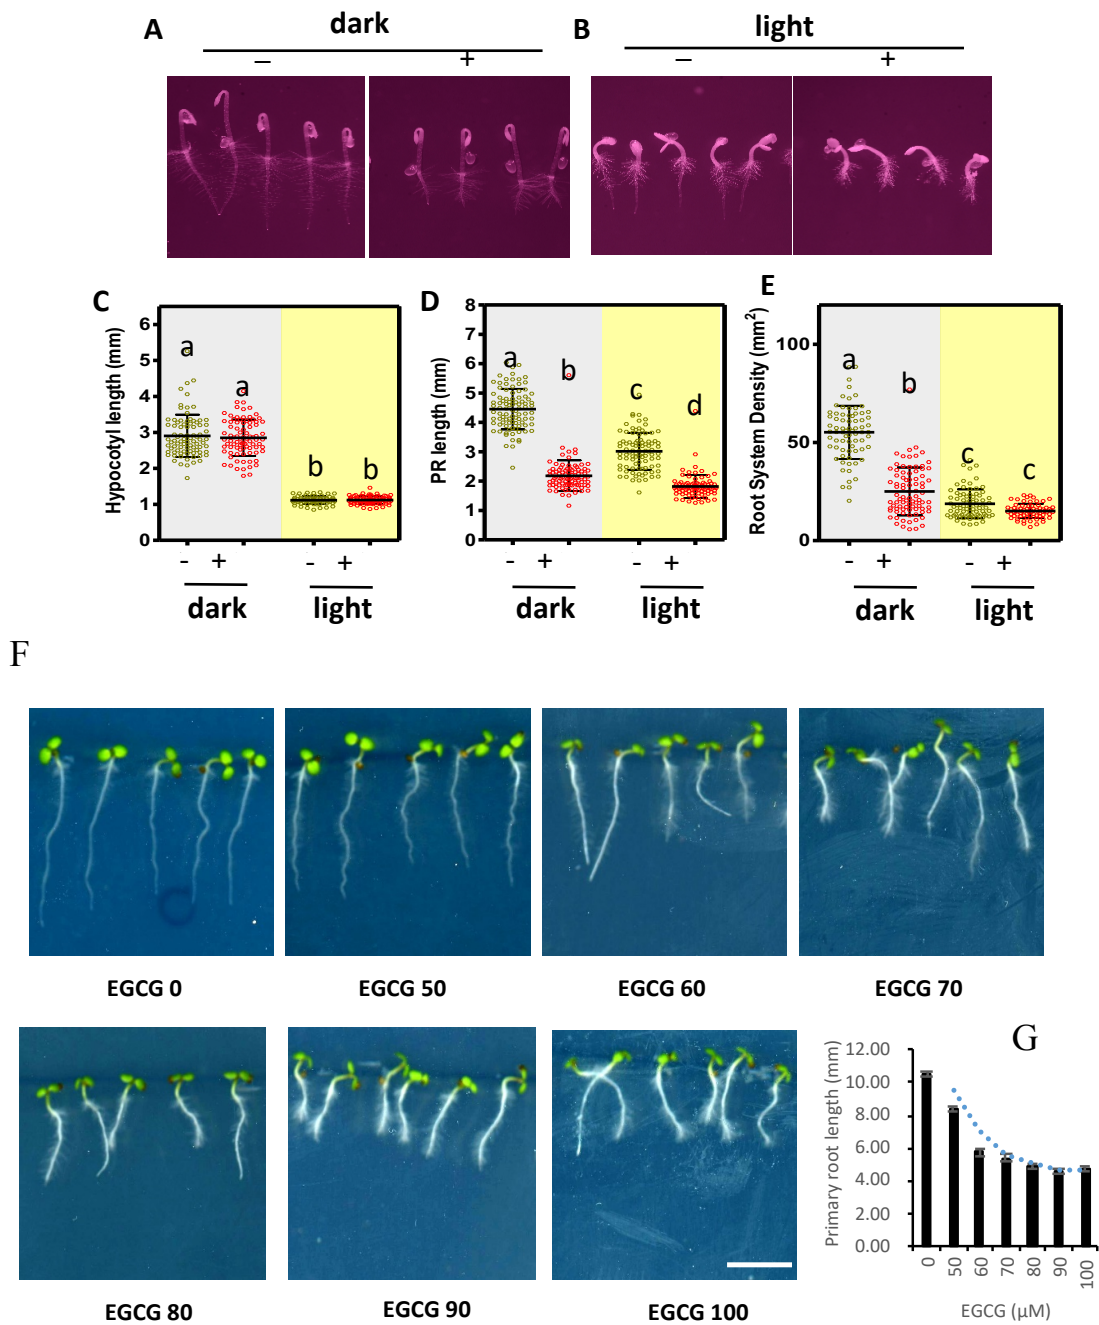 A
dark
B
light
– +
– +
C
Hypocotyl length (mm)
6
5
4
3
2
1
0
a
a
b
b
- + - +
dark light
D
PR length (mm)
8
7
6
5
4
3
2
1
0
a
b
c
d
- + - +
dark light
E
Root System Density (mm²)
100
50
0
a
b
c
c
- + - +
dark light
F
EGCG 0
EGCG 50
EGCG 60
EGCG 70
EGCG 80
EGCG 90
EGCG 100
G
Primary root length (mm)
12.00
10.00
8.00
6.00
4.00
2.00
0.00
0 50 60 70 80 90 100
EGCG (µM)